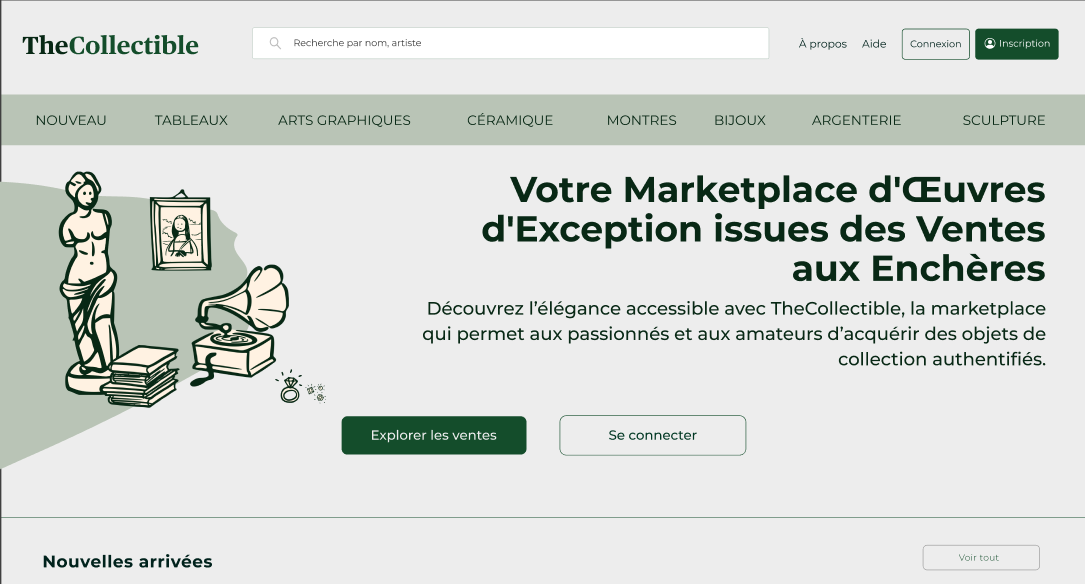 TheCollectible
Recherche par nom, artiste
À propos
Aide
Connexion
Inscription
NOUVEAU
TABLEAUX
ARTS GRAPHIQUES
CÉRAMIQUE
MONTRES
BIJOUX
ARGENTERIE
SCULPTURE
Votre Marketplace d'Œuvres
d'Exception issues des Ventes
aux Enchères
Découvrez l’élégance accessible avec TheCollectible, la marketplace
qui permet aux passionnés et aux amateurs d’acquérir des objets de
collection authentifiés.
Explorer les ventes
Se connecter
Nouvelles arrivées
Voir tout